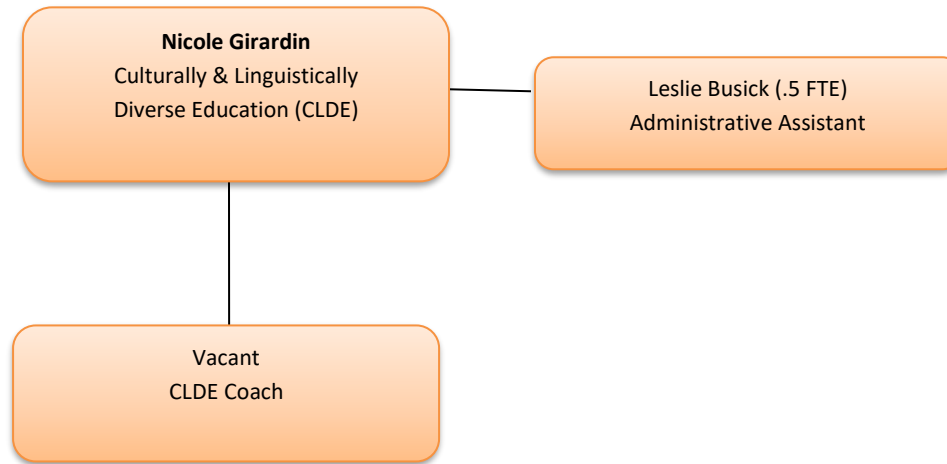 Nicole Girardin
Culturally & Linguistically
Diverse Education (CLDE)
Leslie Busick (.5 FTE)
Administrative Assistant
Vacant
CLDE Coach